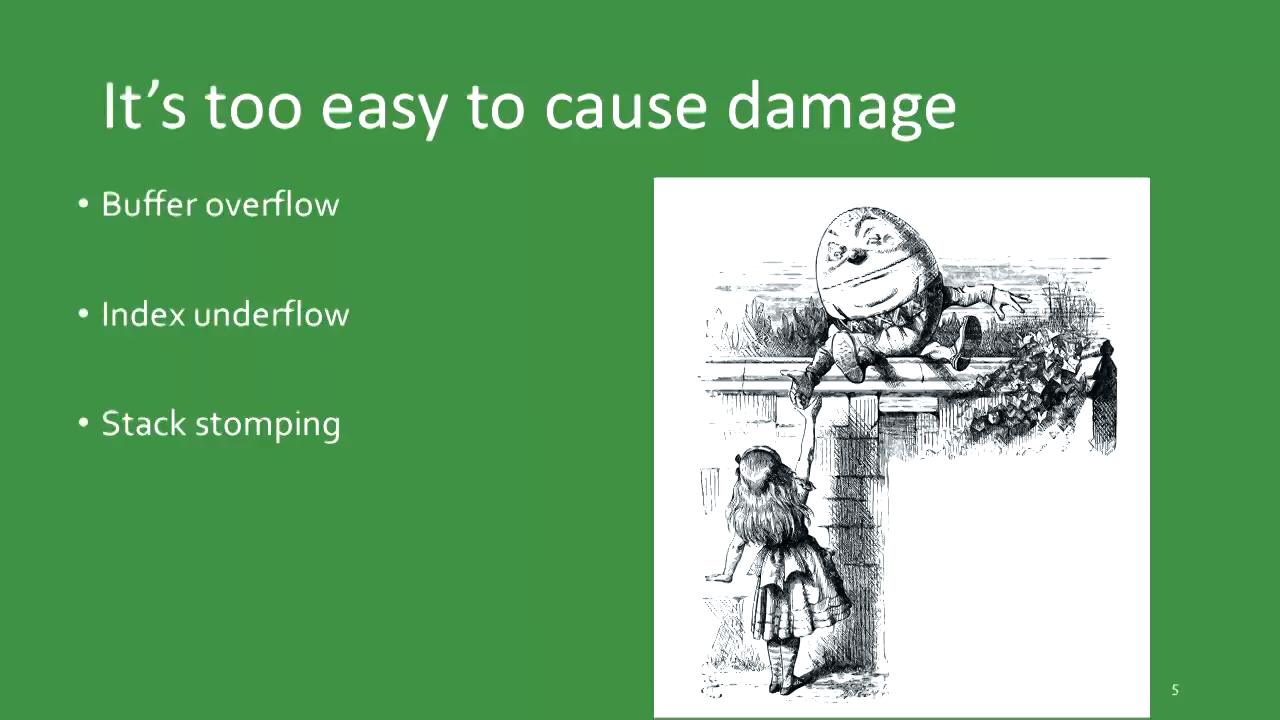 It’s too easy to cause damage
• Buffer overflow
• Index underflow
• Stack stomping
5